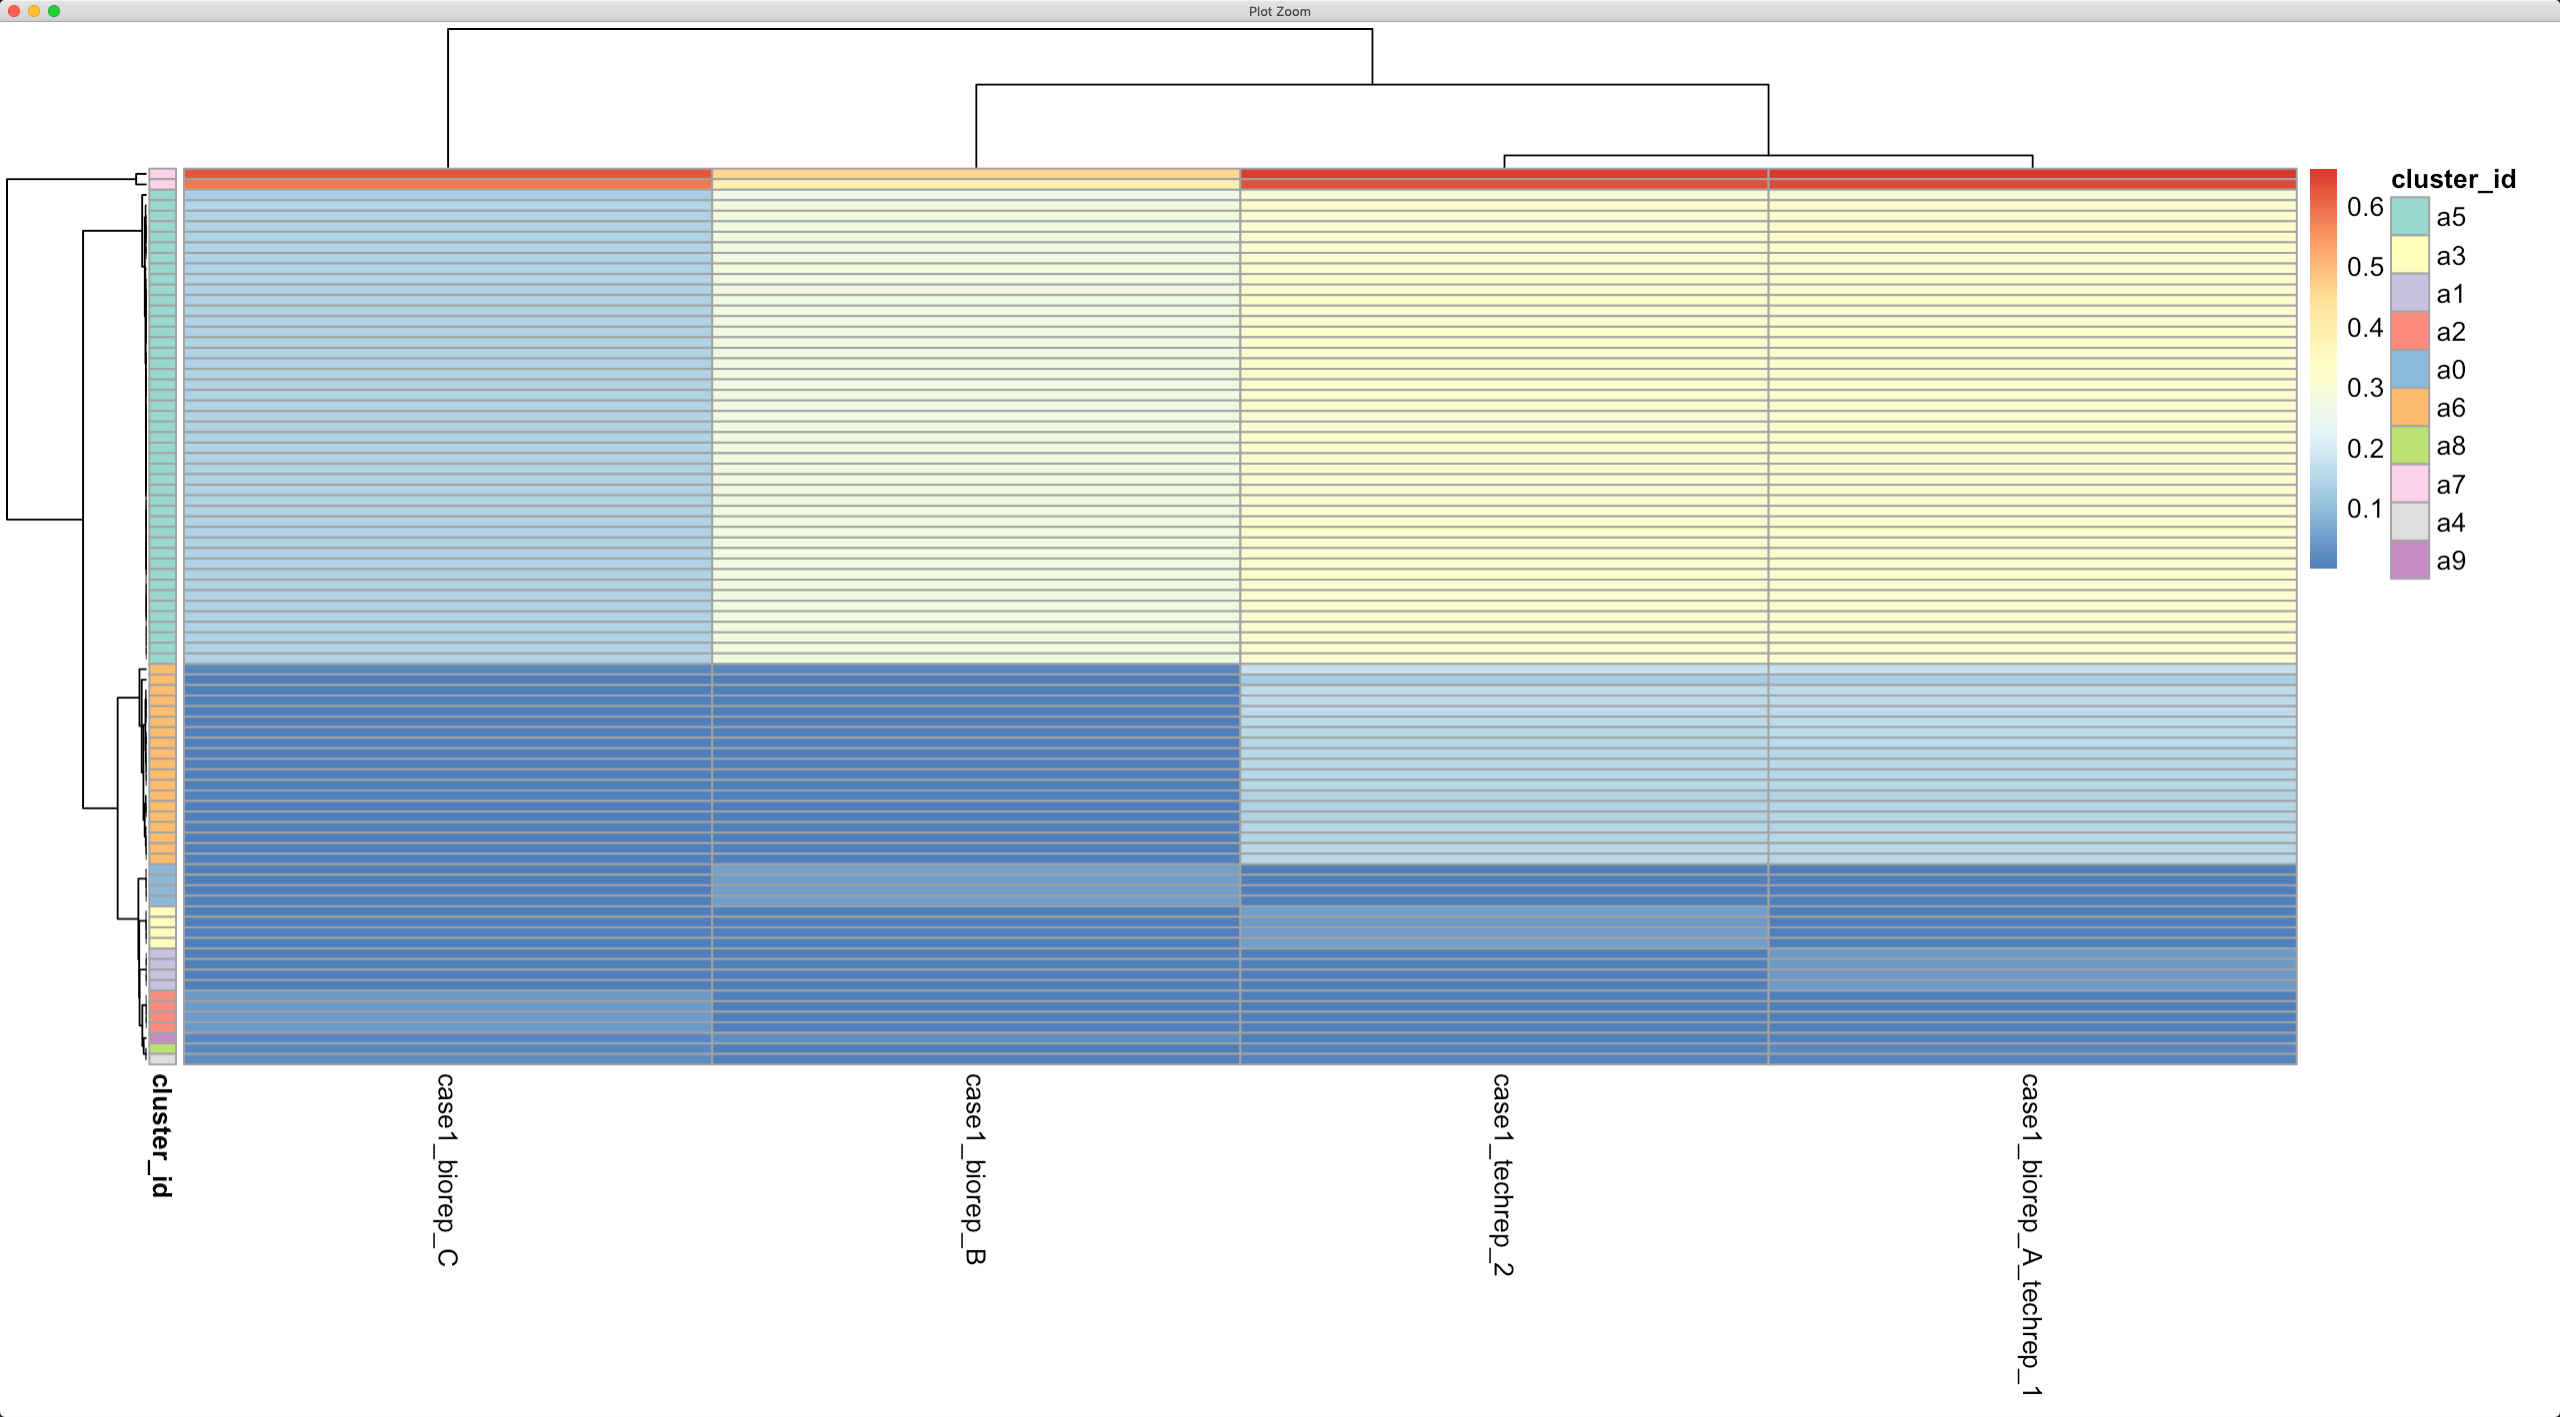 Plot Zoom
cluster_id
0.6
0.5
0.4
0.3
0.2
0.1
a5
a3
a1
a2
a0
a6
a8
a7
a4
a9
cluster_id
case1_biorep_C
case1_biorep_B
case1_techrep_2
case1_biorep_A_techrep_1